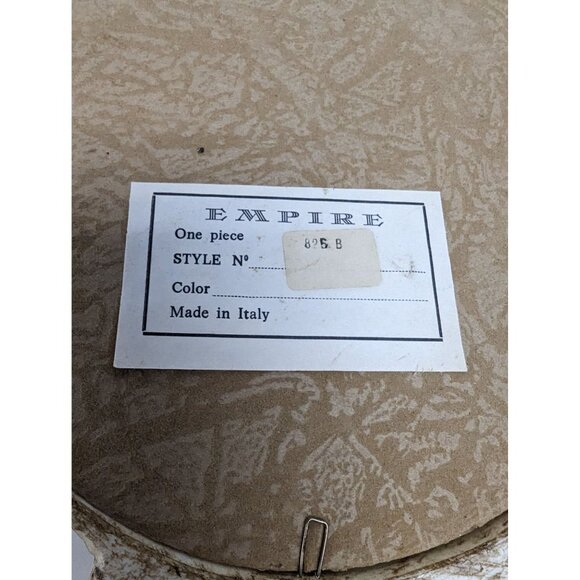 EMPIRE
One piece
825 B
STYLE Nº
Color
Made in Italy